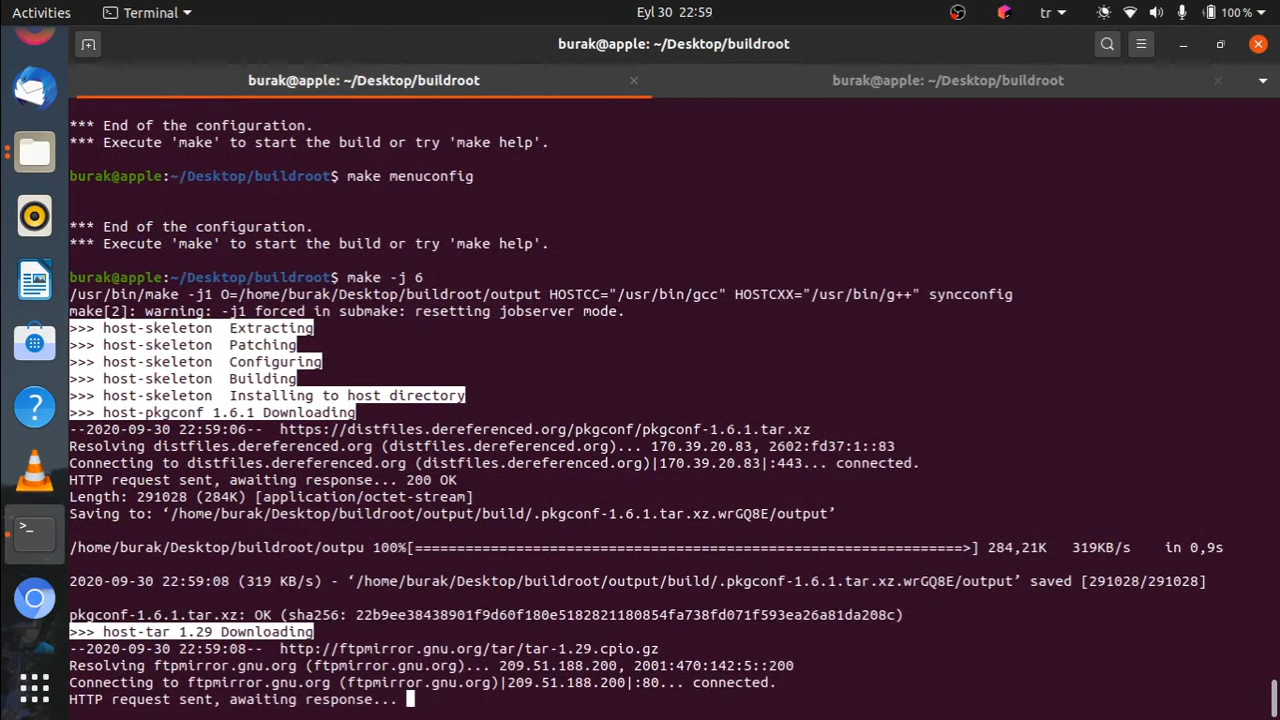 Activities
Terminal
Eyl 30 22:59
tr
100%
burak@apple: ~/Desktop/buildroot
burak@apple: ~/Desktop/buildroot
burak@apple: ~/Desktop/buildroot
*** End of the configuration.
*** Execute 'make' to start the build or try 'make help'.
burak@apple:~/Desktop/buildroot$ make menuconfig
*** End of the configuration.
*** Execute 'make' to start the build or try 'make help'.
burak@apple:~/Desktop/buildroot$ make -j 6
/usr/bin/make -j1 O=/home/burak/Desktop/buildroot/output HOSTCC="/usr/bin/gcc" HOSTCXX="/usr/bin/g++" syncconfig
make[2]: warning: -j1 forced in submake: resetting jobserver mode.
>>> host-skeleton  Extracting
>>> host-skeleton  Patching
>>> host-skeleton  Configuring
>>> host-skeleton  Building
>>> host-skeleton  Installing to host directory
>>> host-pkgconf 1.6.1 Downloading
--2020-09-30 22:59:06--  https://distfiles.dereferenced.org/pkgconf/pkgconf-1.6.1.tar.xz
Resolving distfiles.dereferenced.org (distfiles.dereferenced.org)... 170.39.20.83, 2602:fd37:1::83
Connecting to distfiles.dereferenced.org (distfiles.dereferenced.org)|170.39.20.83|:443... connected.
HTTP request sent, awaiting response... 200 OK
Length: 291028 (284K) [application/octet-stream]
Saving to: ‘/home/burak/Desktop/buildroot/output/build/.pkgconf-1.6.1.tar.xz.wrGQ8E/output’
/home/burak/Desktop/buildroot/outpu 100%[=================================================================>] 284,21K   319KB/s    in 0,9s
2020-09-30 22:59:08 (319 KB/s) - ‘/home/burak/Desktop/buildroot/output/build/.pkgconf-1.6.1.tar.xz.wrGQ8E/output’ saved [291028/291028]
pkgconf-1.6.1.tar.xz: OK (sha256: 22b9ee38438901f9d60f180e5182821180854fa738fd071f593ea26a81da208c)
>>> host-tar 1.29 Downloading
--2020-09-30 22:59:08--  http://ftpmirror.gnu.org/tar/tar-1.29.cpio.gz
Resolving ftpmirror.gnu.org (ftpmirror.gnu.org)... 209.51.188.200, 2001:470:142:5::200
Connecting to ftpmirror.gnu.org (ftpmirror.gnu.org)|209.51.188.200|:80... connected.
HTTP request sent, awaiting response...